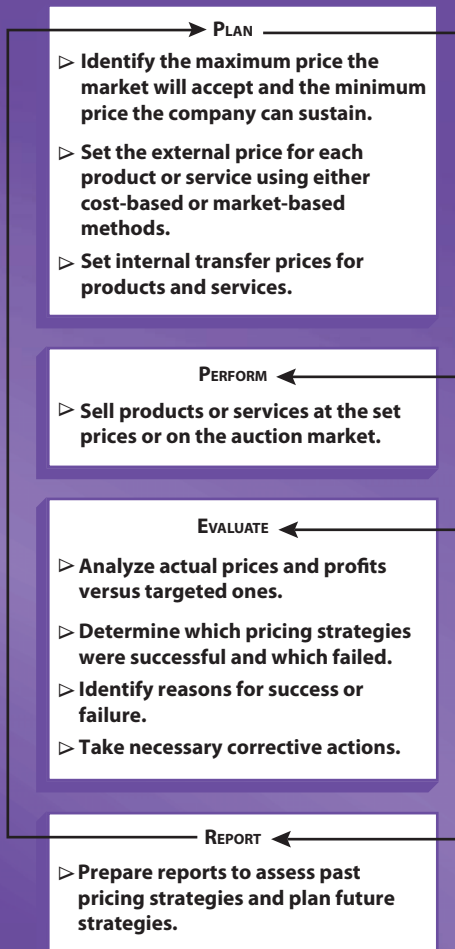 PLAN
▷ Identify the maximum price the
market will accept and the minimum
price the company can sustain.
▷ Set the external price for each
product or service using either
cost-based or market-based
methods.
▷ Set internal transfer prices for
products and services.
PERFORM
▷ Sell products or services at the set
prices or on the auction market.
EVALUATE
▷ Analyze actual prices and profits
versus targeted ones.
▷ Determine which pricing strategies
were successful and which failed.
▷ Identify reasons for success or
failure.
▷ Take necessary corrective actions.
REPORT
▷ Prepare reports to assess past
pricing strategies and plan future
strategies.